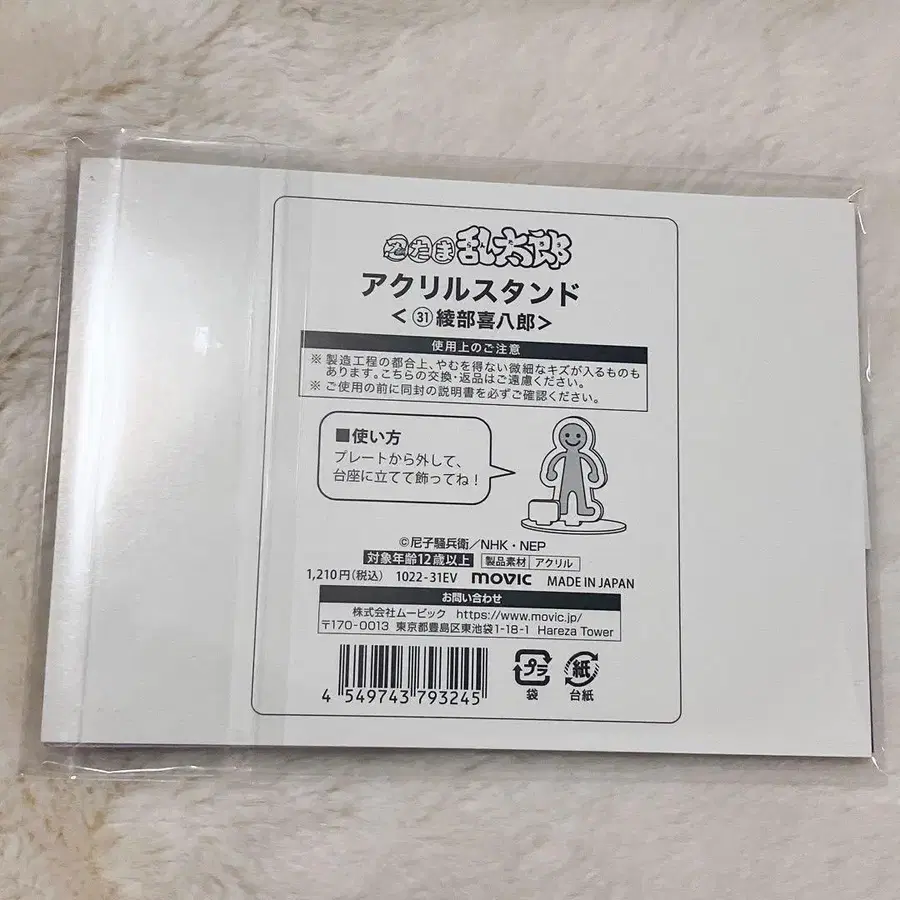 忍たま乱太郎
アクリルスタンド
<㉛綾部喜八郎>
使用上のご注意
※製造工程の都合上、やむを得ない微細なキズが入るものも
あります。こちらの交換・返品はご遠慮ください。
※ご使用の前に同封の説明書を必ずご確認ください。
■使い方
プレートから外して、
台座に立てて飾ってね！
©尼子騒兵衛／NHK・NEP
対象年齢12歳以上 製品素材 アクリル
1,210円(税込) 1022-31EV movic MADE IN JAPAN
お問い合わせ
株式会社ムービック https://www.movic.jp/
〒170-0013 東京都豊島区東池袋1-18-1 Hareza Tower
4 549743 793245
プラ 紙
袋 台紙